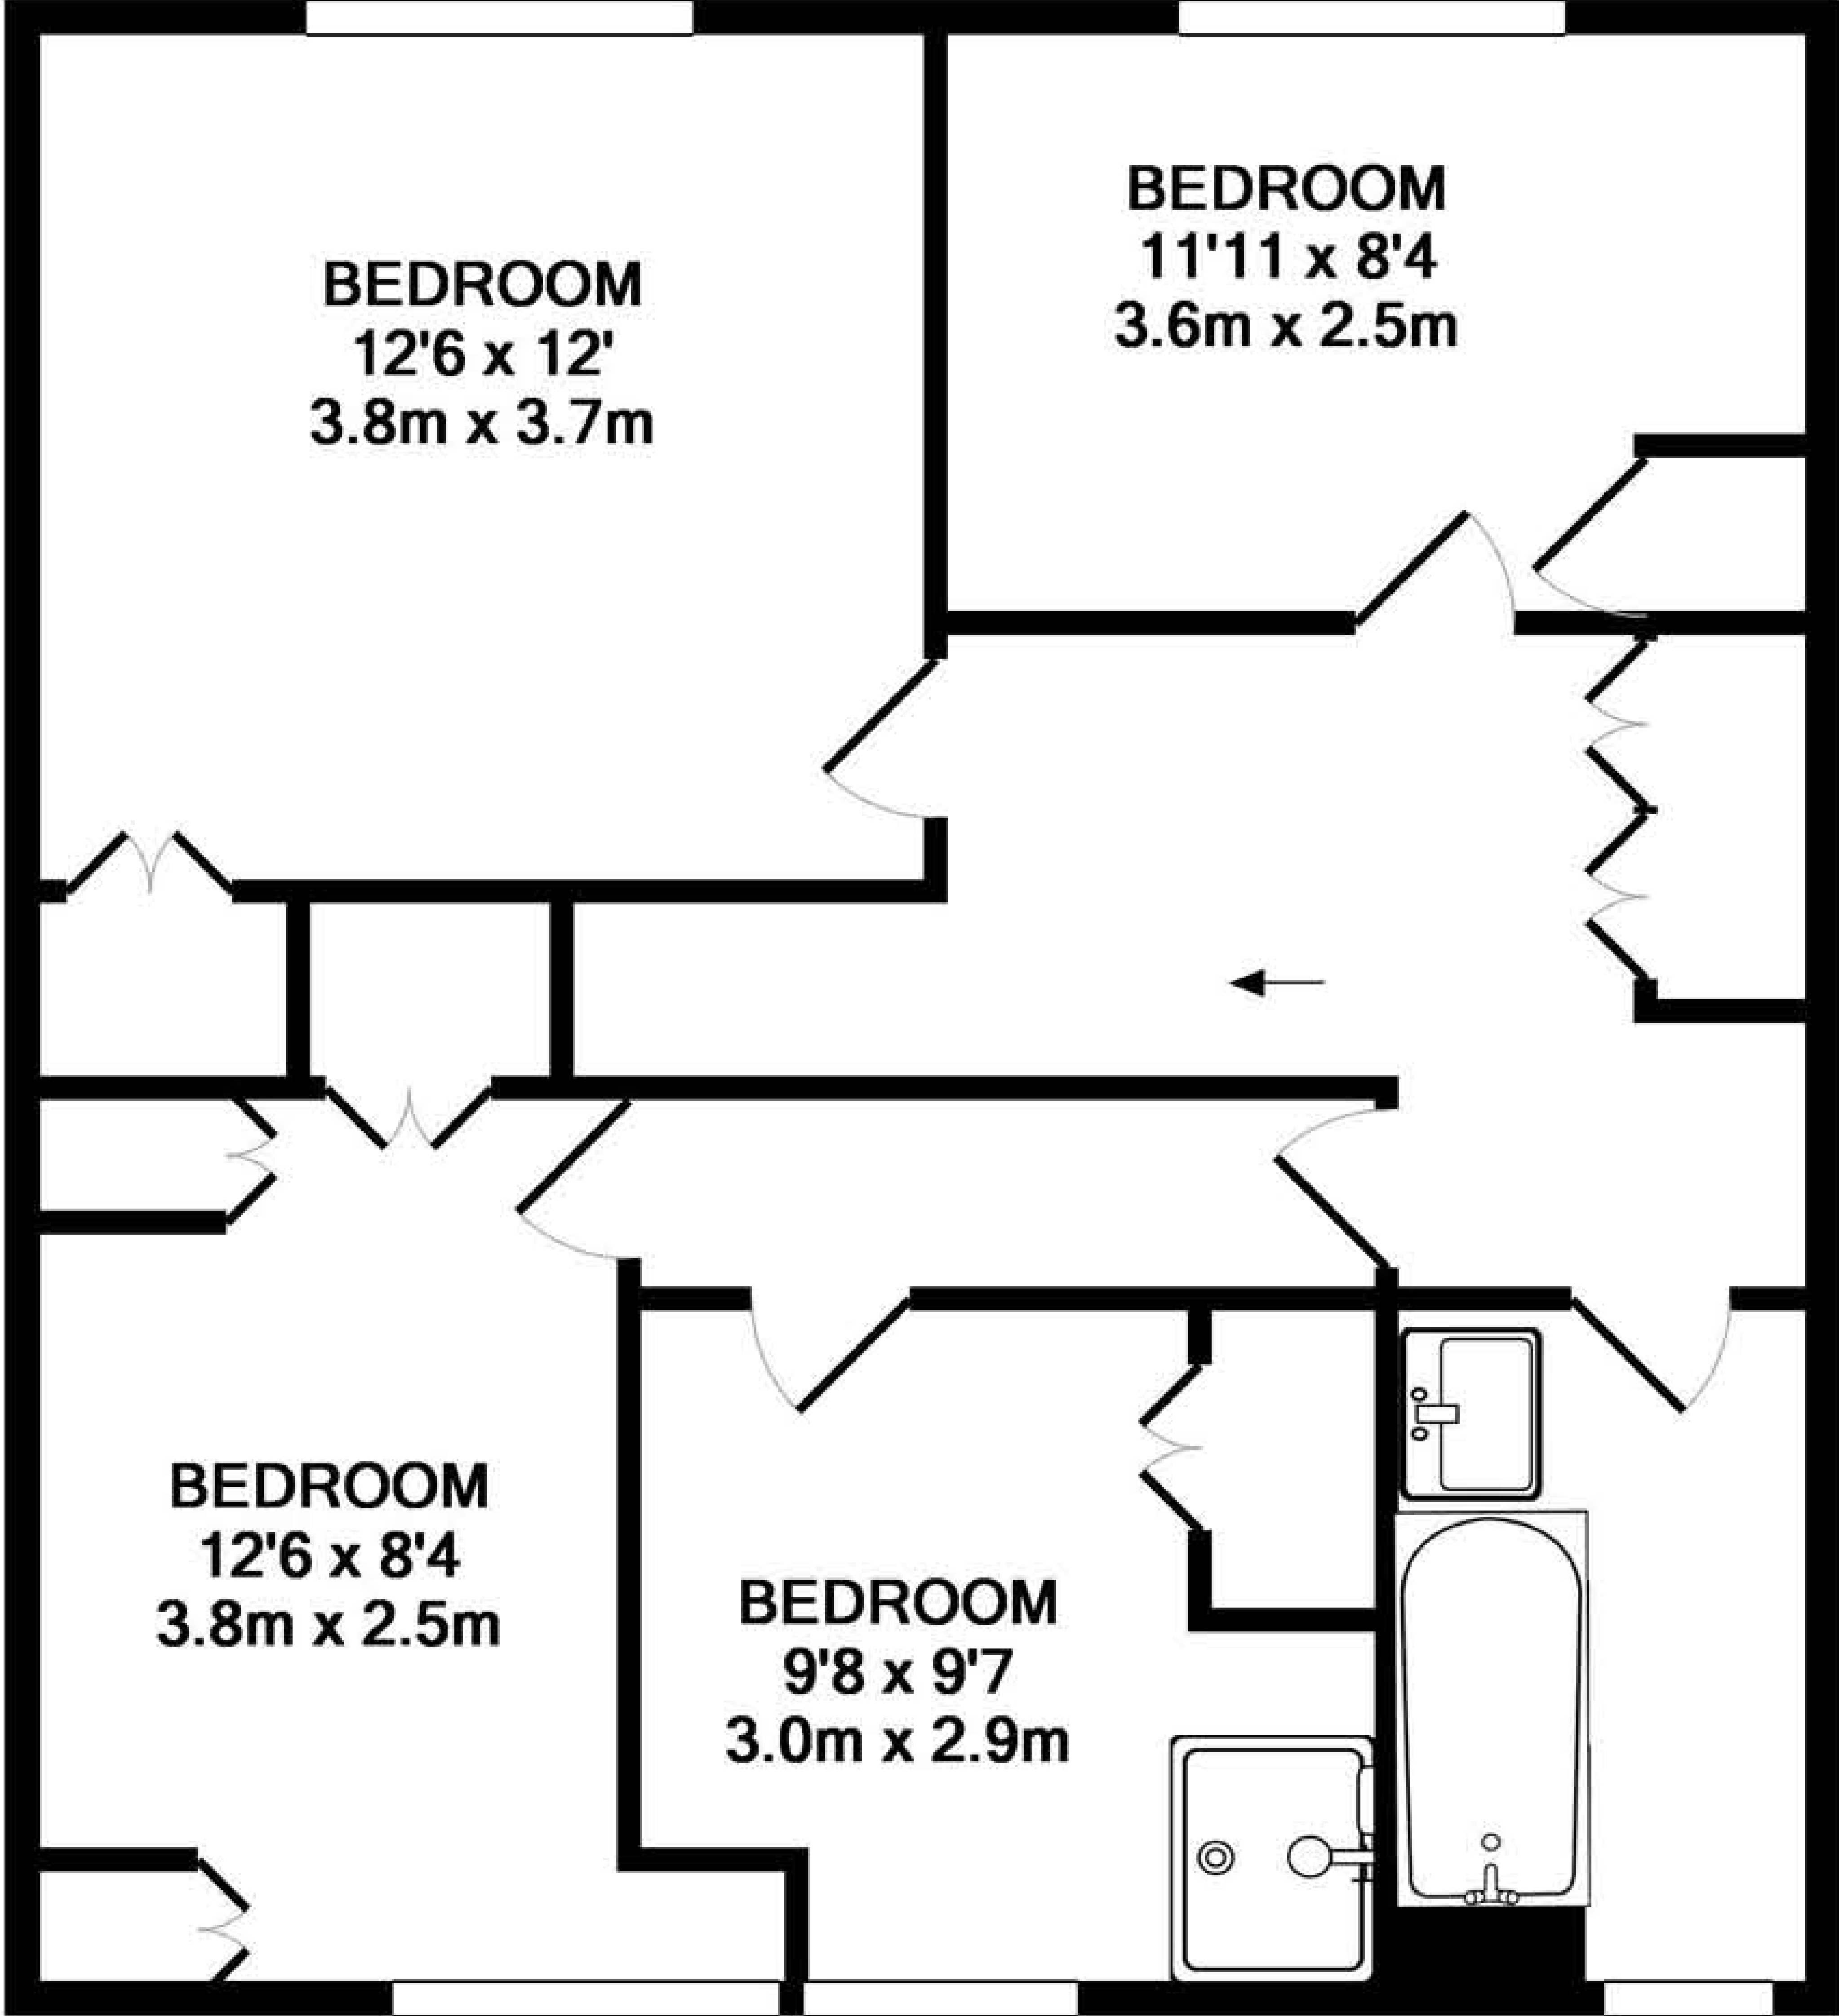 BEDROOM
12'6 x 12'
3.8m x 3.7m
BEDROOM
11'11 x 8'4
3.6m x 2.5m
BEDROOM
12'6 x 8'4
3.8m x 2.5m
BEDROOM
9'8 x 9'7
3.0m x 2.9m